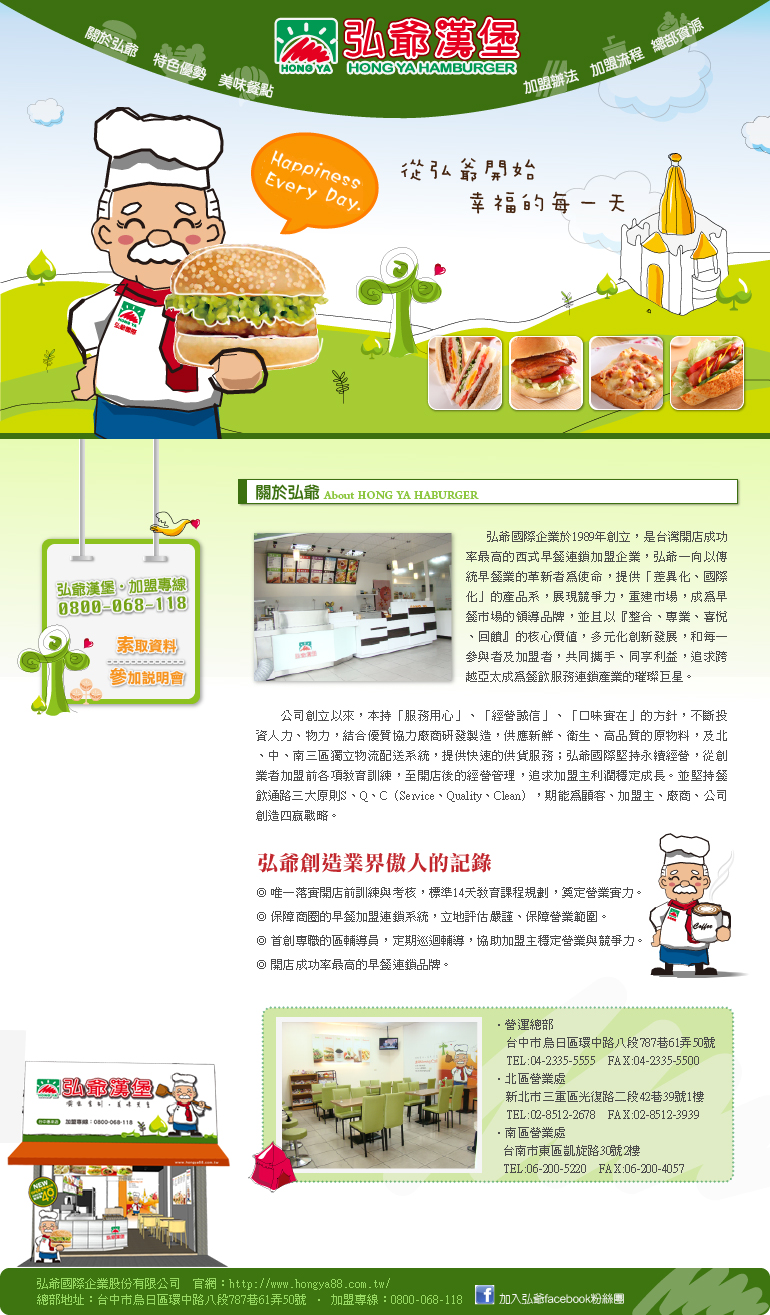 關於弘爺
特色優勢
美味餐點
HONG YA
弘爺漢堡
HONG YA HAMBURGER
加盟辦法
加盟流程
總部資源
Happiness
Every Day.
從弘爺開始
幸福的每一天
HONG YA
弘爺國際
弘爺漢堡・加盟專線
0800-068-118
索取資料
參加說明會
關於弘爺 About HONG YA HABURGER
弘爺國際企業於1989年創立，是台灣開店成功
率最高的西式早餐連鎖加盟企業，弘爺一向以傳
統早餐業的革新者為使命，提供「差異化、國際
化」的產品系，展現競爭力，重建市場，成為早
餐市場的領導品牌，並且以『整合、專業、喜悅
、回饋』的核心價值，多元化創新發展，和每一
參與者及加盟者，共同攜手、同享利益，追求跨
越亞太成為餐飲服務連鎖產業的璀璨巨星。
弘爺漢堡
公司創立以來，本持「服務用心」、「經營誠信」、「口味實在」的方針，不斷投
資人力、物力，結合優質協力廠商研發製造，供應新鮮、衛生、高品質的原物料，及北
、中、南三區獨立物流配送系統，提供快速的供貨服務；弘爺國際堅持永續經營，從創
業者加盟前各項教育訓練，至開店後的經營管理，追求加盟主利潤穩定成長。並堅持餐
飲通路三大原則S、Q、C（Service、Quality、Clean），期能為顧客、加盟主、廠商、公司
創造四贏戰略。
弘爺創造業界傲人的記錄
◎ 唯一落實開店前訓練與考核，標準14天教育課程規劃，奠定營業實力。
◎ 保障商圈的早餐加盟連鎖系統，立地評估嚴謹、保障營業範圍。
◎ 首創專職的區輔導員，定期巡迴輔導，協助加盟主穩定營業與競爭力。
◎ 開店成功率最高的早餐連鎖品牌。
Coffee
・營運總部
台中市烏日區環中路八段787巷61弄50號
TEL:04-2335-5555 FAX:04-2335-5500
・北區營業處
新北市三重區光復路二段42巷39號1樓
TEL:02-8512-2678 FAX:02-8512-3939
・南區營業處
台南市東區凱旋路30號2樓
TEL:06-200-5220 FAX:06-200-4057
弘爺漢堡
加盟專線：0800-068-118
www.hongya88.com.tw
NEW
弘爺國際企業股份有限公司 官網：http://www.hongya88.com.tw/
總部地址：台中市烏日區環中路八段787巷61弄50號 ・ 加盟專線：0800-068-118
加入弘爺facebook粉絲團